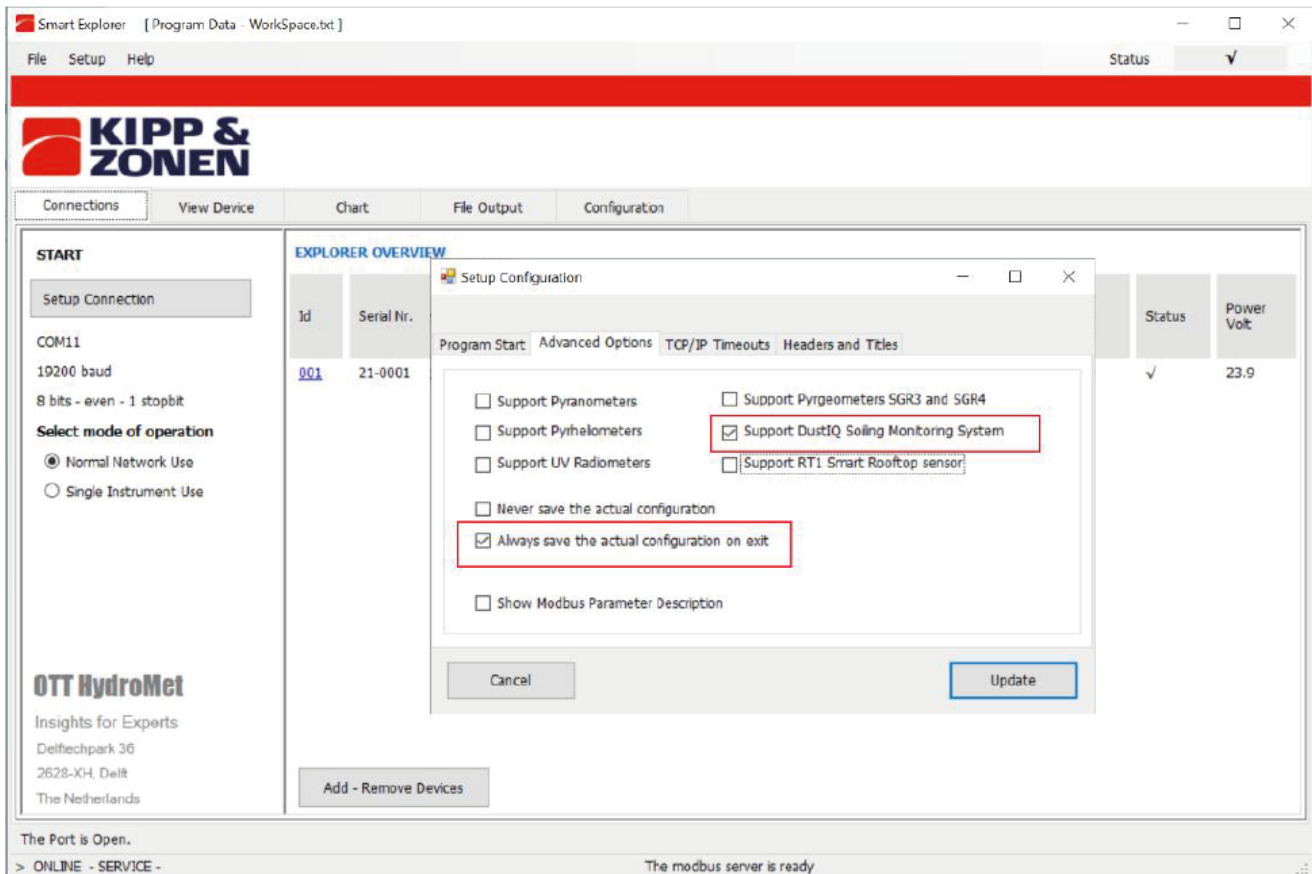 Smart Explorer [ Program Data - WorkSpace.txt ]
File Setup Help Status √
KIPP &
ZONEN
Connections View Device Chart File Output Configuration
START
Setup Connection
COM11
19200 baud
8 bits - even - 1 stopbit
Select mode of operation
Normal Network Use
Single Instrument Use
OTT HydroMet
Insights for Experts
Delftechpark 36
2628-XH, Delft
The Netherlands
EXPLORER OVERVIEW
Id Serial Nr. Status Power
Volt
001 21-0001 √ 23.9
Setup Configuration
Program Start Advanced Options TCP/IP Timeouts Headers and Titles
Support Pyranometers Support Pyrgeometers SGR3 and SGR4
Support Pyrheliometers Support DustIQ Soiling Monitoring System
Support UV Radiometers Support RT1 Smart Rooftop sensor
Never save the actual configuration
Always save the actual configuration on exit
Show Modbus Parameter Description
Cancel Update
Add - Remove Devices
The Port is Open.
> ONLINE - SERVICE - The modbus server is ready